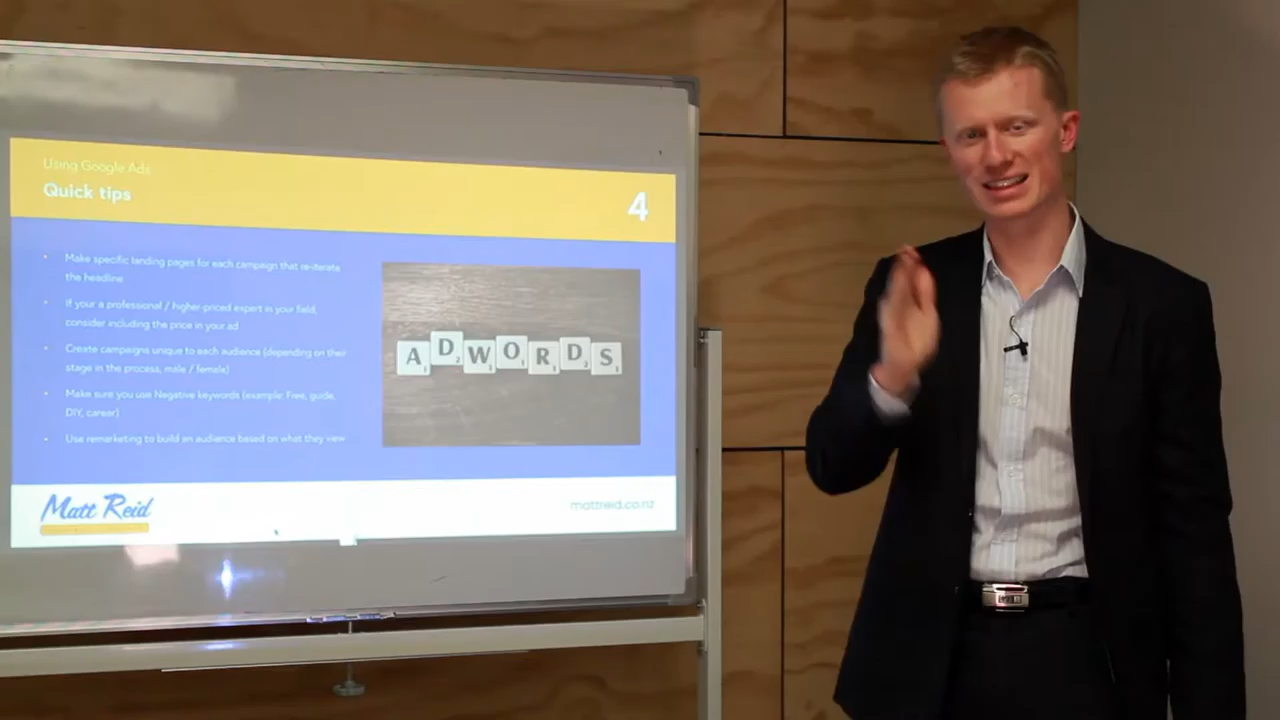 Using Google Ads
Quick tips
4
Make specific landing pages for each campaign that re-iterate
the headline
If your a professional / higher-priced expert in your field,
consider including the price in your ad
Create campaigns unique to each audience (depending on their
stage in the process, male / female)
Make sure you use Negative keywords (example: Free, guide,
DIY, career)
Use remarketing to build an audience based on what they view
ADWORDS
Matt Reid
mattreid.co.nz